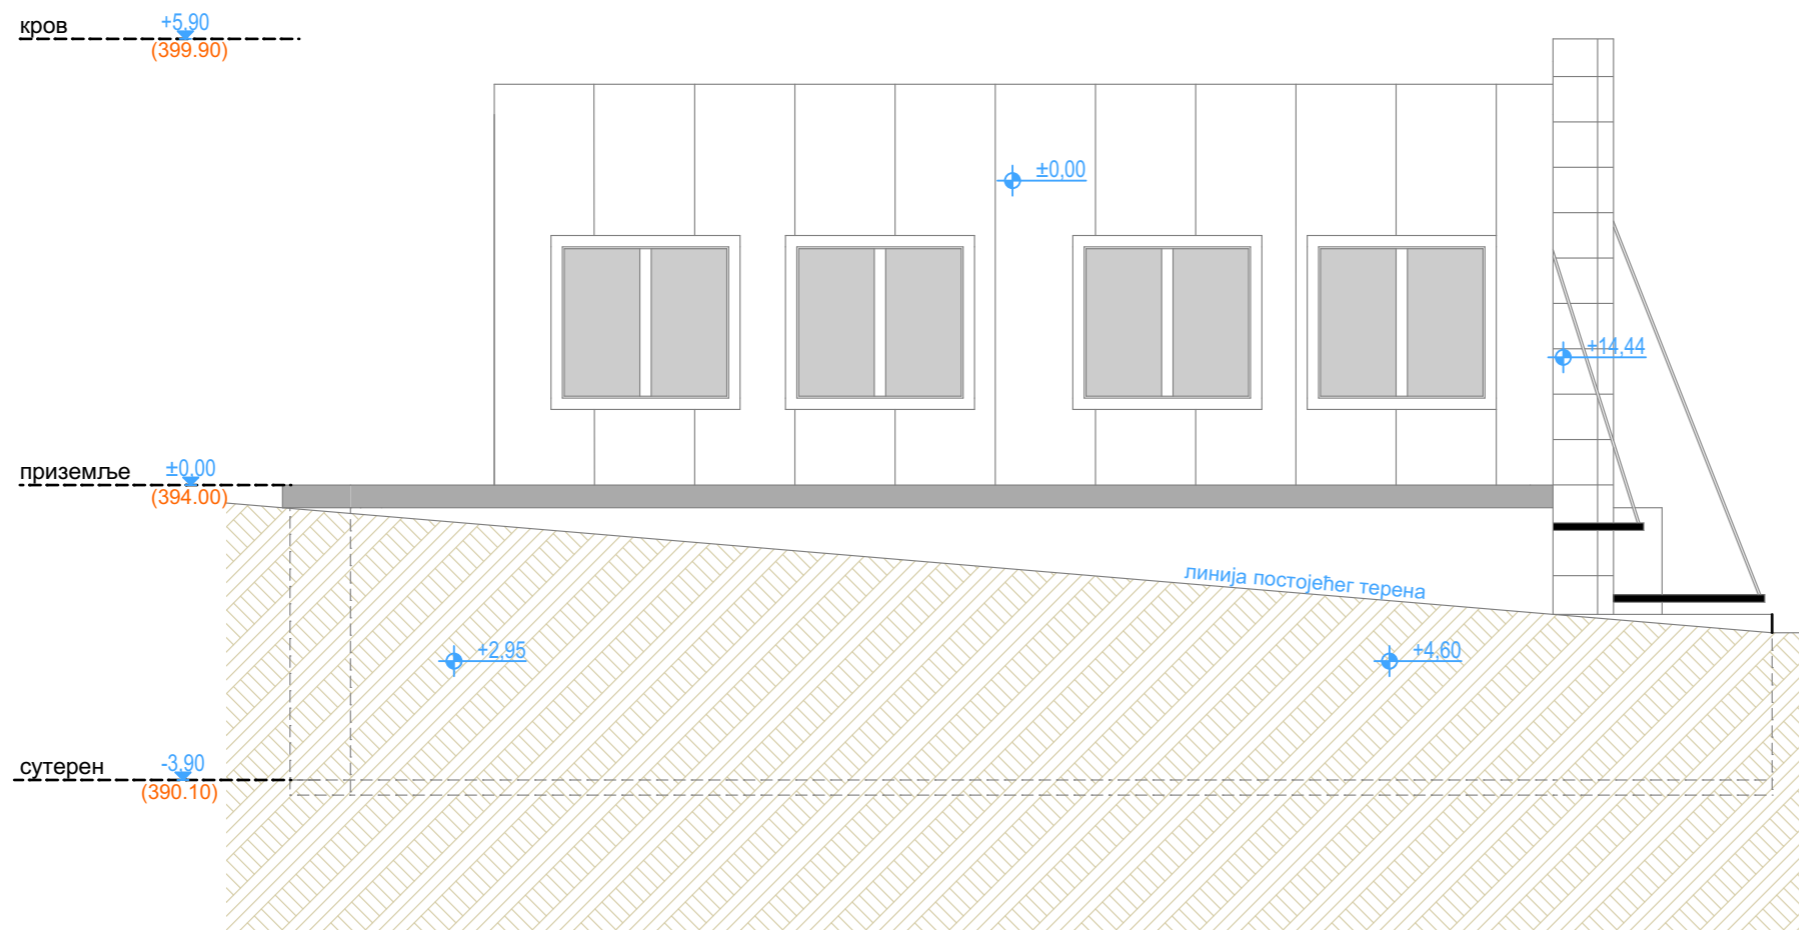 кров
+5,90
(399.90)
±0,00
+14,44
приземље
±0,00
(394.00)
линија постојећег терена
+2,95
+4,60
сутерен
-3,90
(390.10)